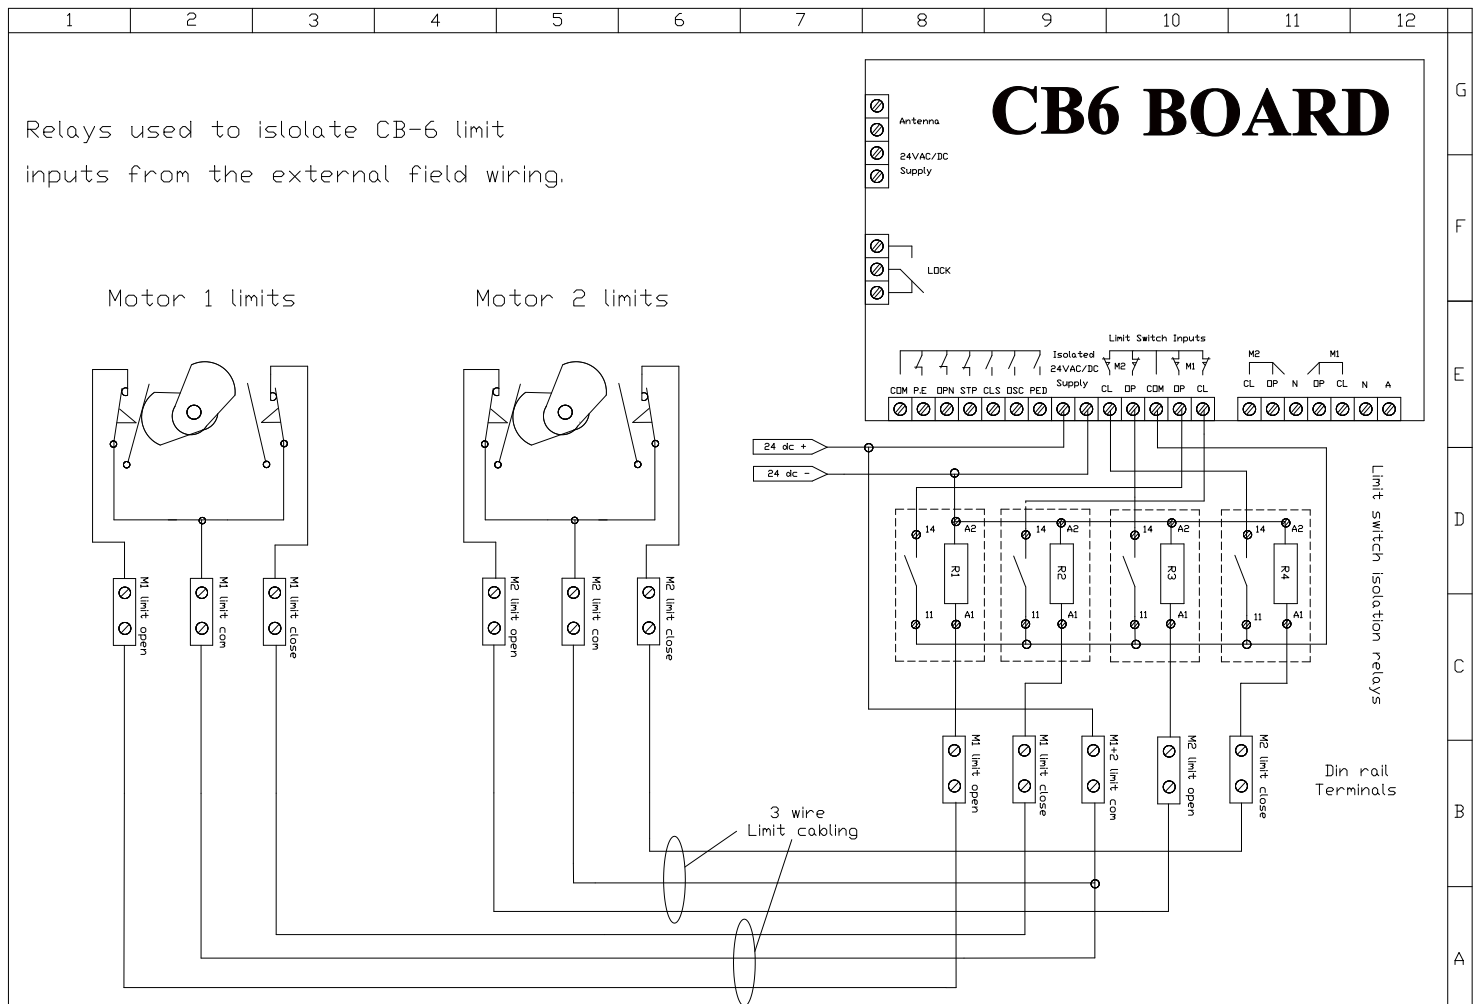 1 2 3 4 5 6 7 8 9 10 11 12
G
F
E
D
C
B
A
Relays used to islolate CB-6 limit
inputs from the external field wiring.
CB6 BOARD
Antenna
24VAC/DC
Supply
LOCK
Motor 1 limits
Motor 2 limits
Limit Switch Inputs
Isolated
24VAC/DC
Supply
M2
M1
M2
M1
COM P.E OPN STP CLS OSC PED
CL OP COM OP CL
CL OP N OP CL N A
24 dc +
24 dc -
14 A2
R1
11 A1
14 A2
R2
11 A1
14 A2
R3
11 A1
14 A2
R4
11 A1
Limit switch isolation relays
M1 limit open
M1 limit com
M1 limit close
M2 limit open
M2 limit com
M2 limit close
M1 limit open
M1 limit close
M1+2 limit com
M2 limit open
M2 limit close
Din rail
Terminals
3 wire
Limit cabling